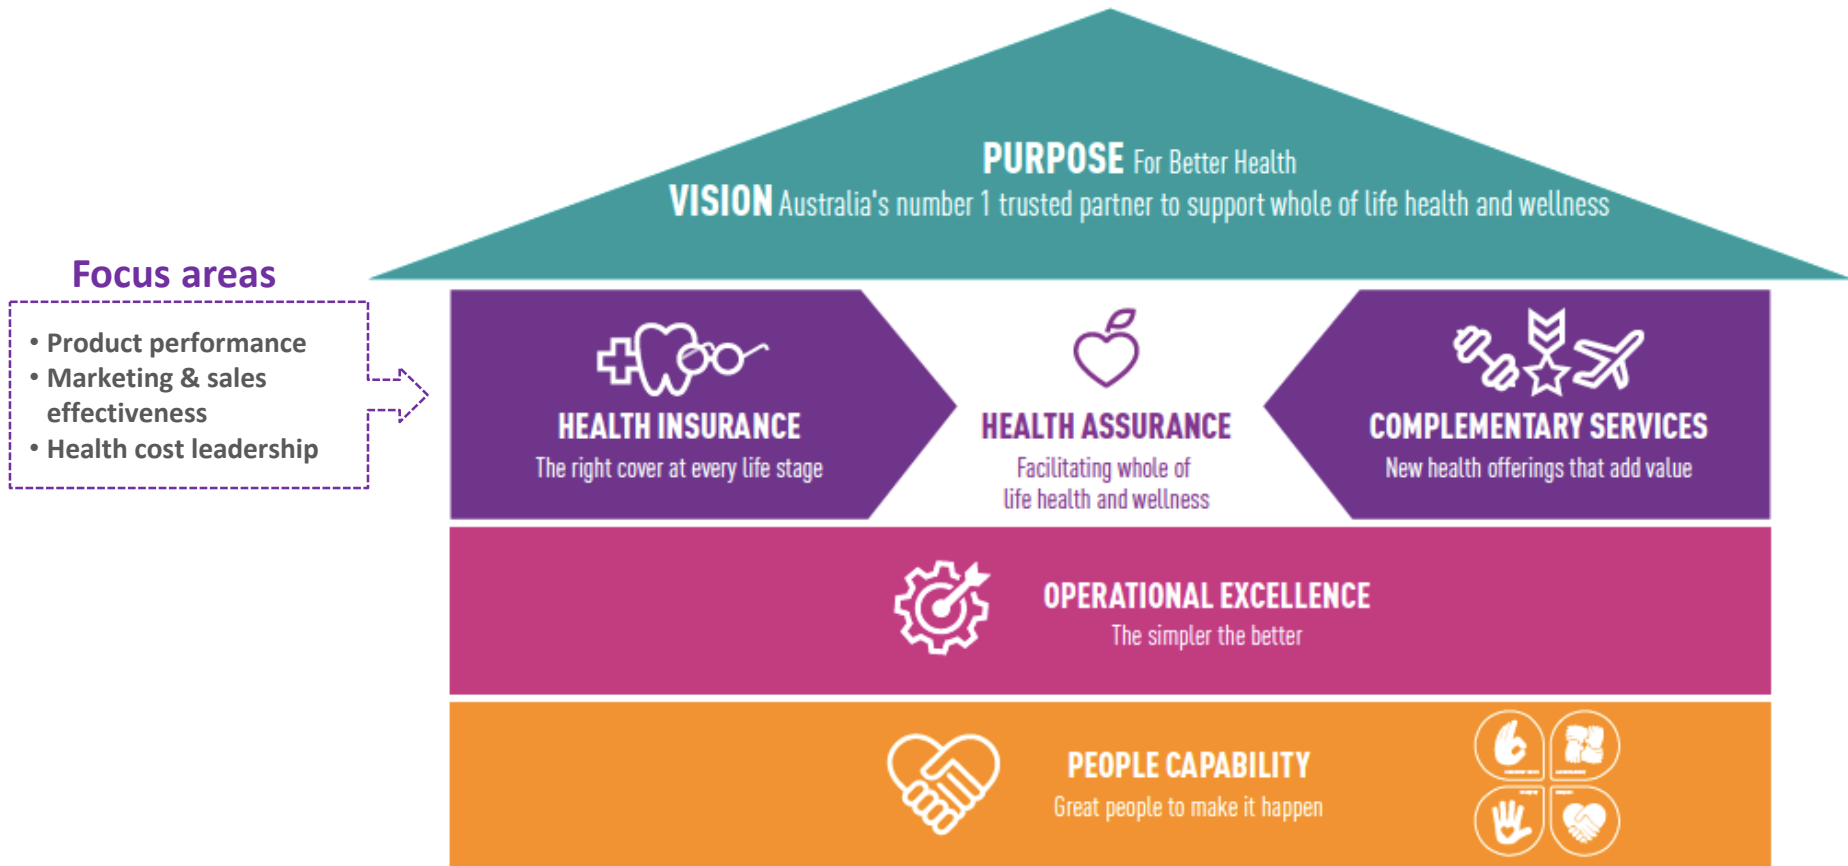 PURPOSE For Better Health
VISION Australia's number 1 trusted partner to support whole of life health and wellness
Focus areas
• Product performance
• Marketing & sales
effectiveness
• Health cost leadership
HEALTH INSURANCE
The right cover at every life stage
HEALTH ASSURANCE
Facilitating whole of
life health and wellness
COMPLEMENTARY SERVICES
New health offerings that add value
OPERATIONAL EXCELLENCE
The simpler the better
PEOPLE CAPABILITY
Great people to make it happen